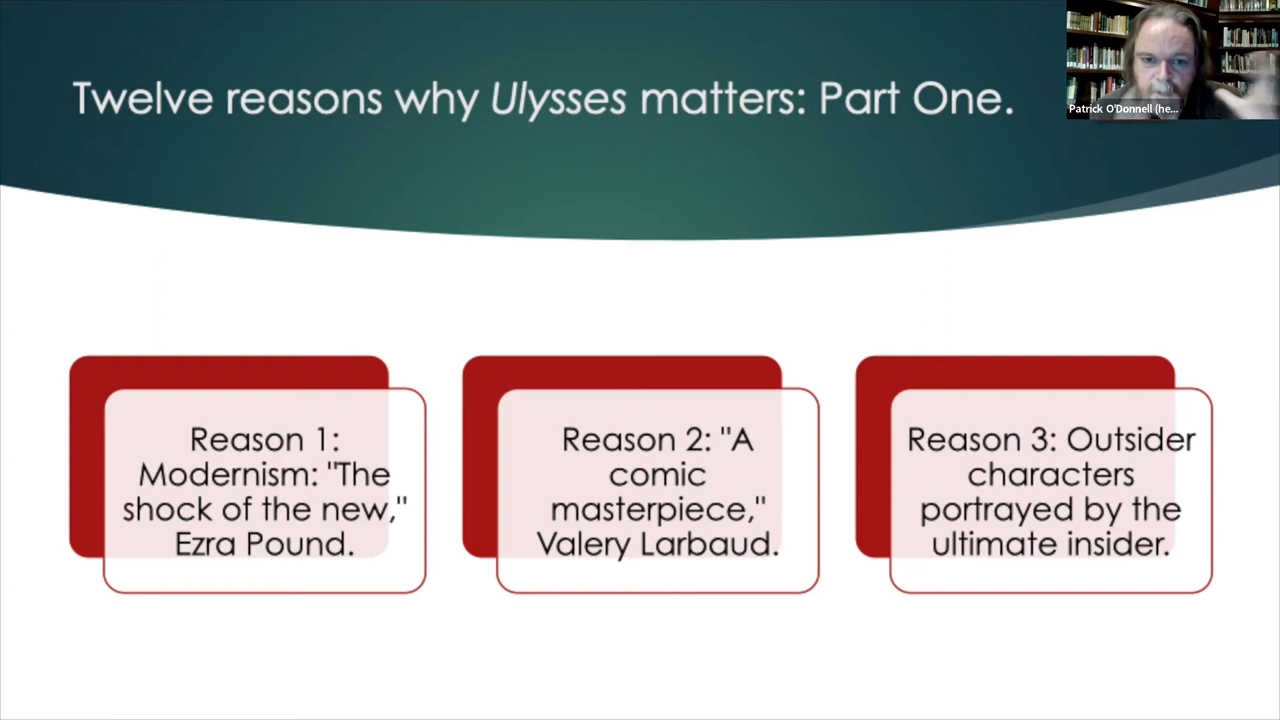 Twelve reasons why Ulysses matters: Part One.
Patrick O'Donnell (he...
Reason 1:
Modernism: "The
shock of the new,"
Ezra Pound.
Reason 2: "A
comic
masterpiece,"
Valery Larbaud.
Reason 3: Outsider
characters
portrayed by the
ultimate insider.